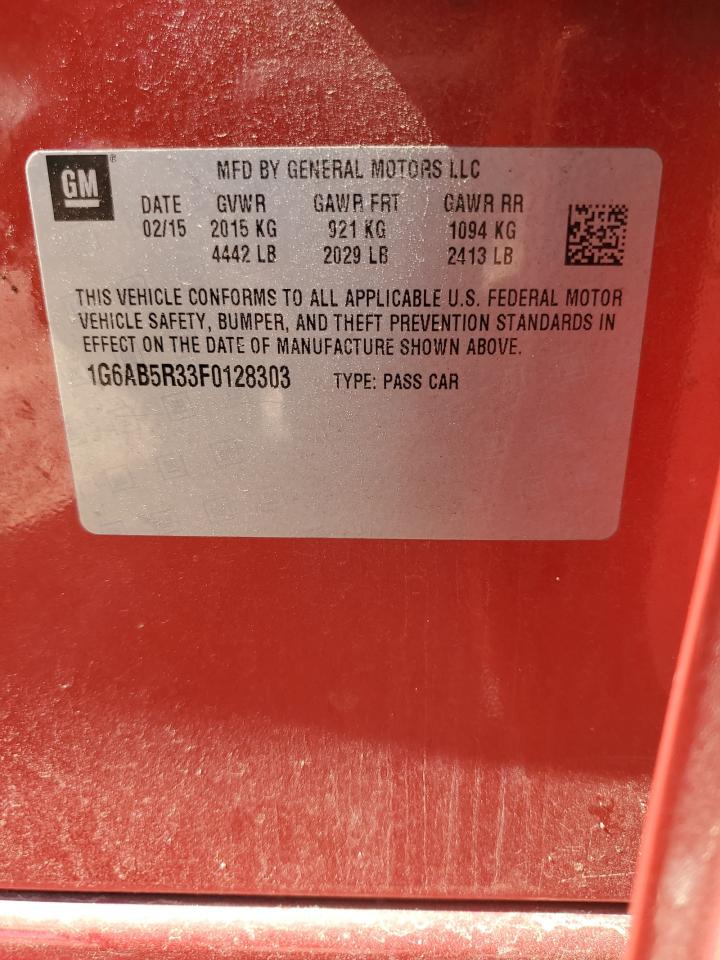 GM
MFD BY GENERAL MOTORS LLC
DATE GVWR GAWR FRT GAWR RR
02/15 2015 KG 921 KG 1094 KG
4442 LB 2029 LB 2413 LB
THIS VEHICLE CONFORMS TO ALL APPLICABLE U.S. FEDERAL MOTOR
VEHICLE SAFETY, BUMPER, AND THEFT PREVENTION STANDARDS IN
EFFECT ON THE DATE OF MANUFACTURE SHOWN ABOVE.
1G6AB5R33F0128303 TYPE: PASS CAR